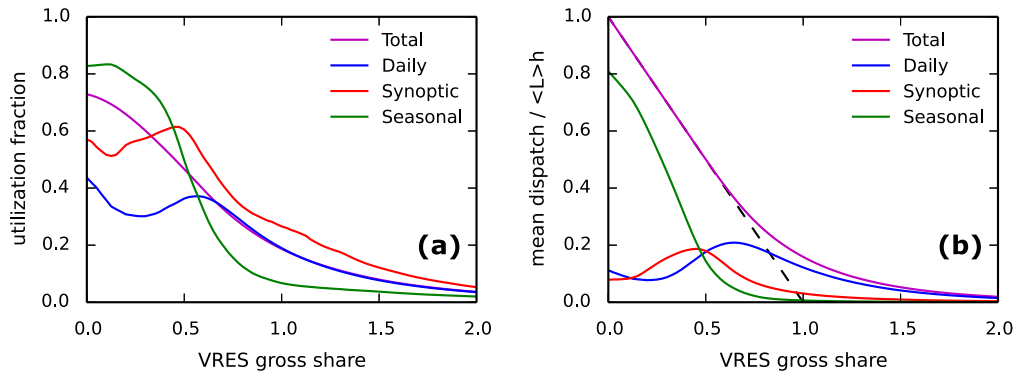 1.0
0.8
0.6
0.4
0.2
0.0
utilization fraction
Total
Daily
Synoptic
Seasonal
(a)
0.0 0.5 1.0 1.5 2.0
VRES gross share
1.0
0.8
0.6
0.4
0.2
0.0
mean dispatch / <L>h
Total
Daily
Synoptic
Seasonal
(b)
0.0 0.5 1.0 1.5 2.0
VRES gross share